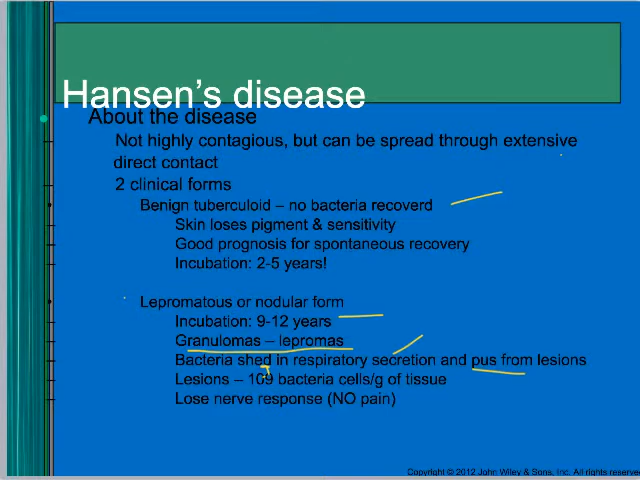 Hansen's disease
About the disease
Not highly contagious, but can be spread through extensive
direct contact
2 clinical forms
Benign tuberculoid – no bacteria recoverd
Skin loses pigment & sensitivity
Good prognosis for spontaneous recovery
Incubation: 2-5 years!
Lepromatous or nodular form
Incubation: 9-12 years
Granulomas – lepromas
Bacteria shed in respiratory secretion and pus from lesions
Lesions – 109 bacteria cells/g of tissue
Lose nerve response (NO pain)
Copyright © 2012 John Wiley & Sons, Inc. All rights reserve